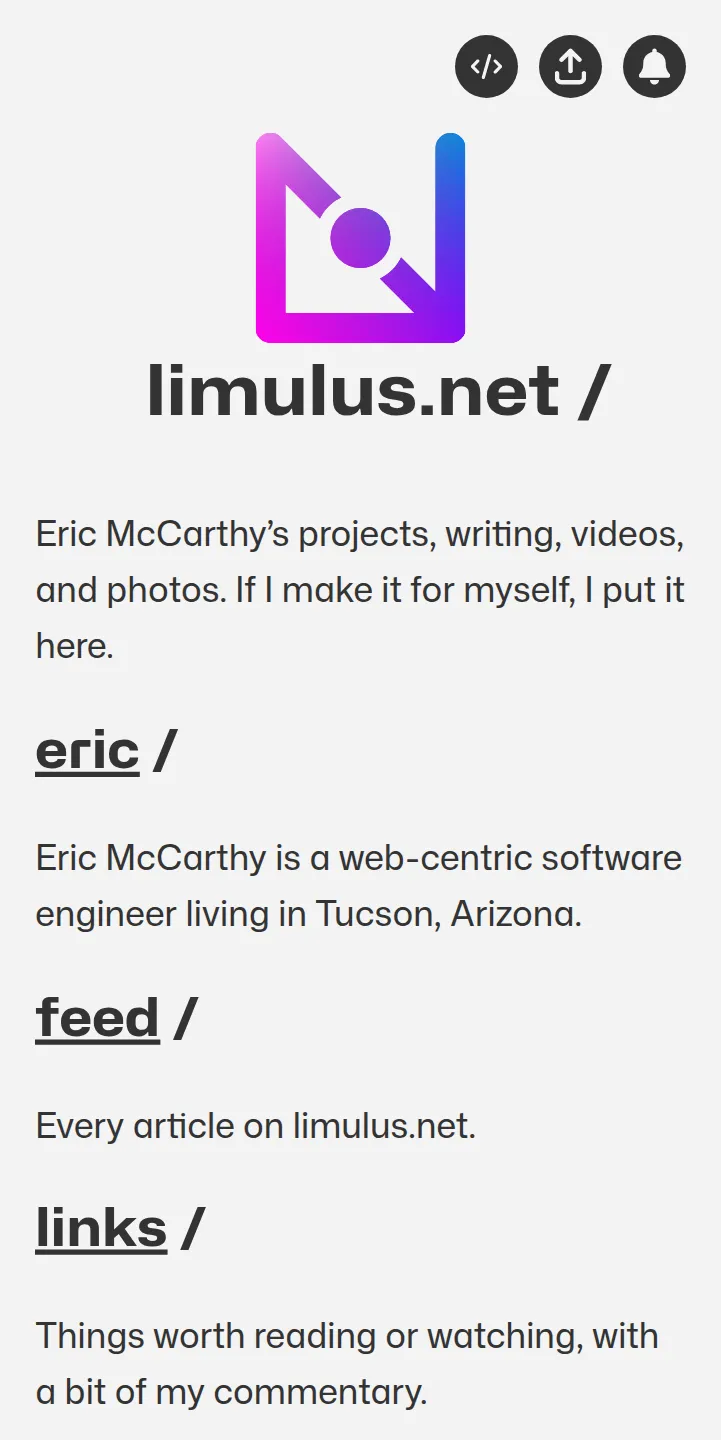 limulus.net /
Eric McCarthy’s projects, writing, videos,
and photos. If I make it for myself, I put it
here.
eric /
Eric McCarthy is a web-centric software
engineer living in Tucson, Arizona.
feed /
Every article on limulus.net.
links /
Things worth reading or watching, with
a bit of my commentary.